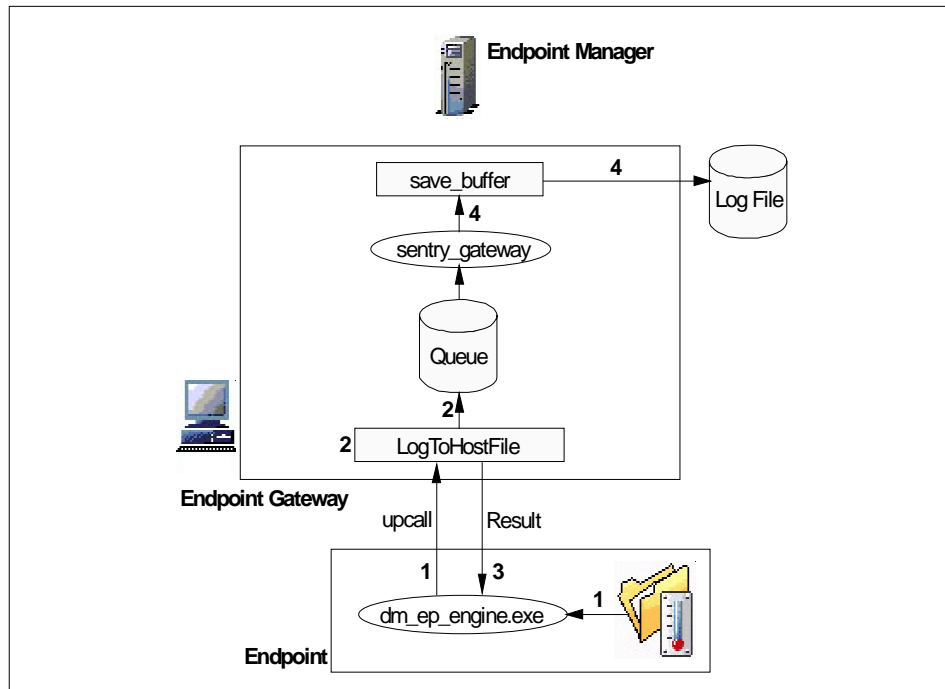 Endpoint Manager
save_buffer
4
Log File
4
sentry_gateway
Queue
2
2
LogToHostFile
Endpoint Gateway
upcall
Result
1
3
1
dm_ep_engine.exe
Endpoint